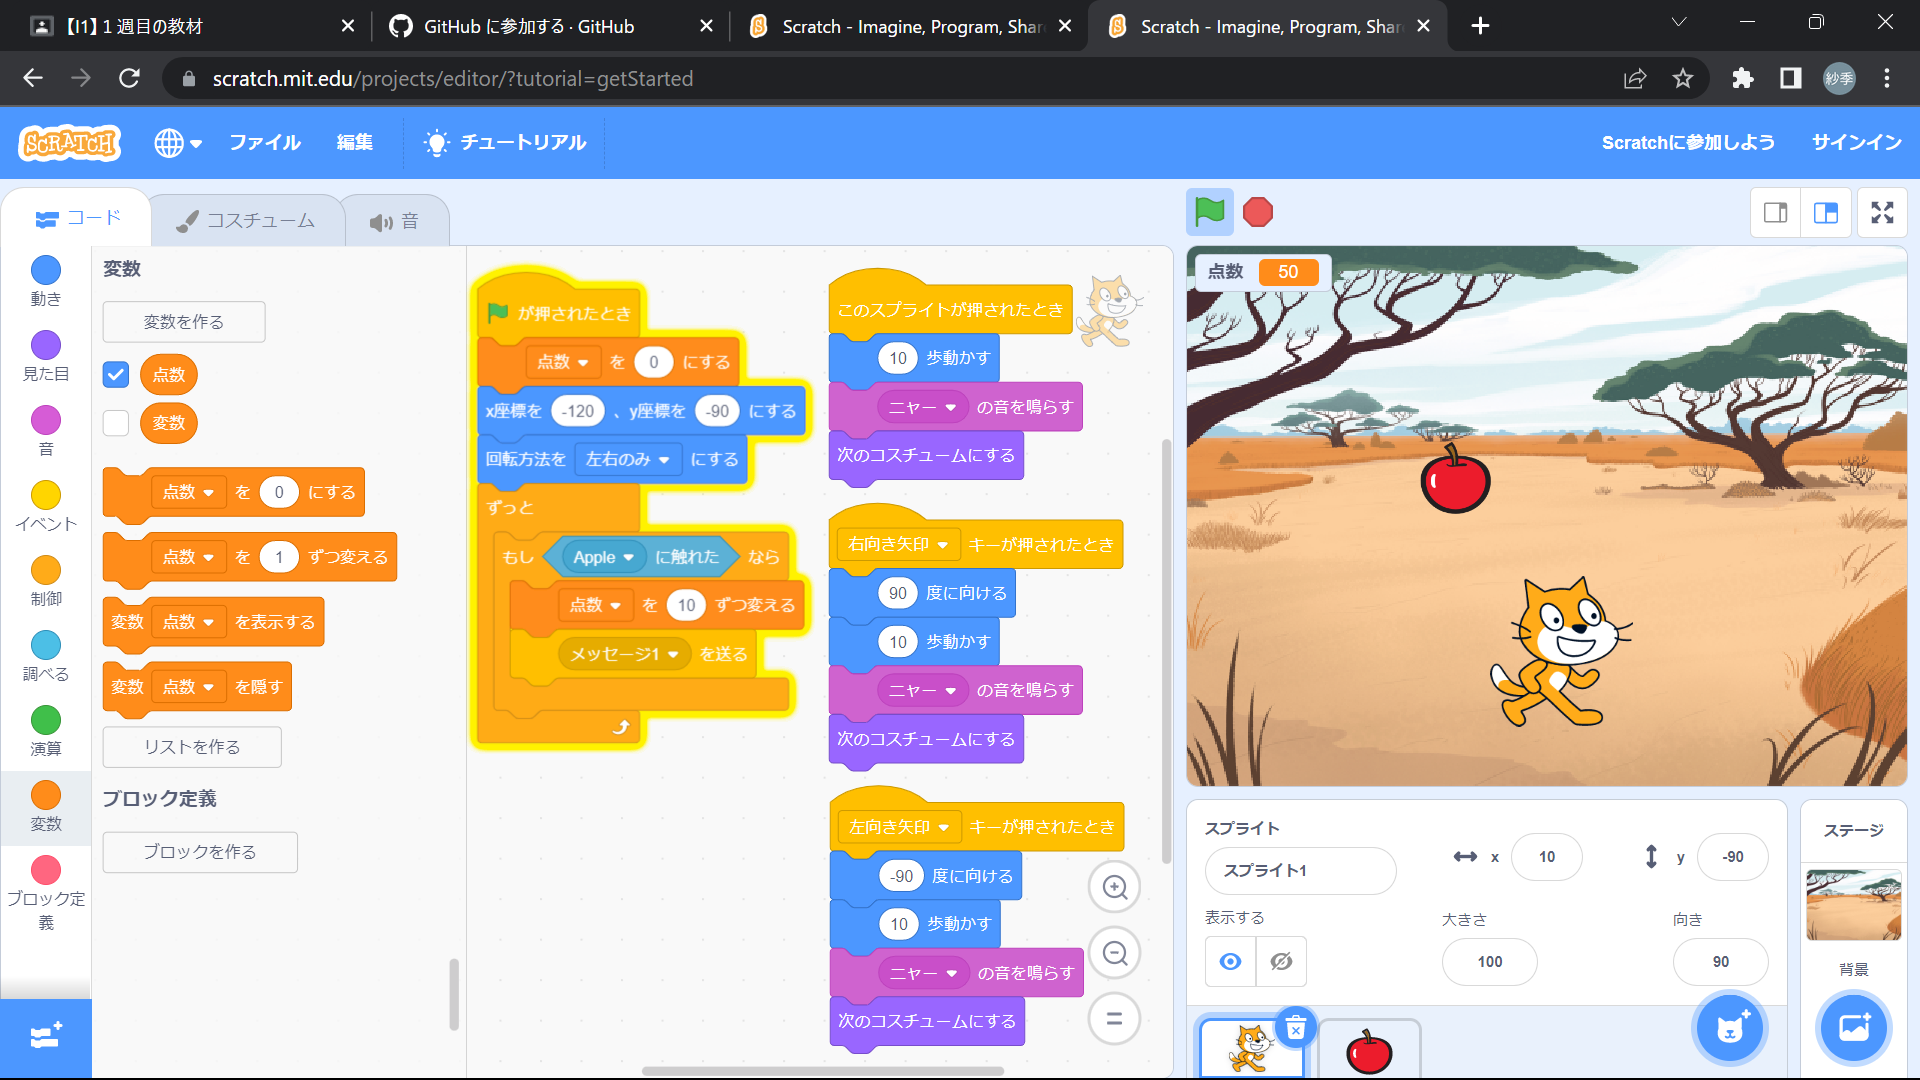 【I1】1 週目の教材
GitHub に参加する · GitHub
Scratch - Imagine, Program, Shar
Scratch - Imagine, Program, Shar
scratch.mit.edu/projects/editor/?tutorial=getStarted
紗季
SCRATCH
ファイル
編集
チュートリアル
Scratchに参加しよう
サインイン
コード
コスチューム
音
動き
見た目
音
イベント
制御
調べる
演算
変数
ブロック定
義
変数
変数を作る
点数
変数
点数 を 0 にする
点数 を 1 ずつ変える
変数 点数 を表示する
変数 点数 を隠す
リストを作る
ブロック定義
ブロックを作る
が押されたとき
点数 を 0 にする
x座標を -120 、y座標を -90 にする
回転方法を 左右のみ にする
ずっと
もし Apple に触れた なら
点数 を 10 ずつ変える
メッセージ1 を送る
このスプライトが押されたとき
10 歩動かす
ニャー の音を鳴らす
次のコスチュームにする
右向き矢印 キーが押されたとき
90 度に向ける
10 歩動かす
ニャー の音を鳴らす
次のコスチュームにする
左向き矢印 キーが押されたとき
-90 度に向ける
10 歩動かす
ニャー の音を鳴らす
次のコスチュームにする
点数 50
スプライト
スプライト1
x 10
y -90
表示する
大きさ
100
向き
90
ステージ
背景